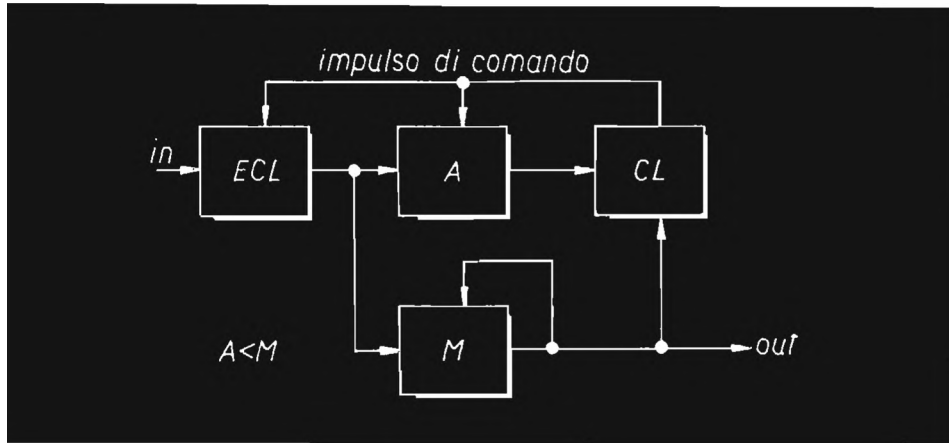 impulso di comando
in
ECL
A
CL
A<M
M
out